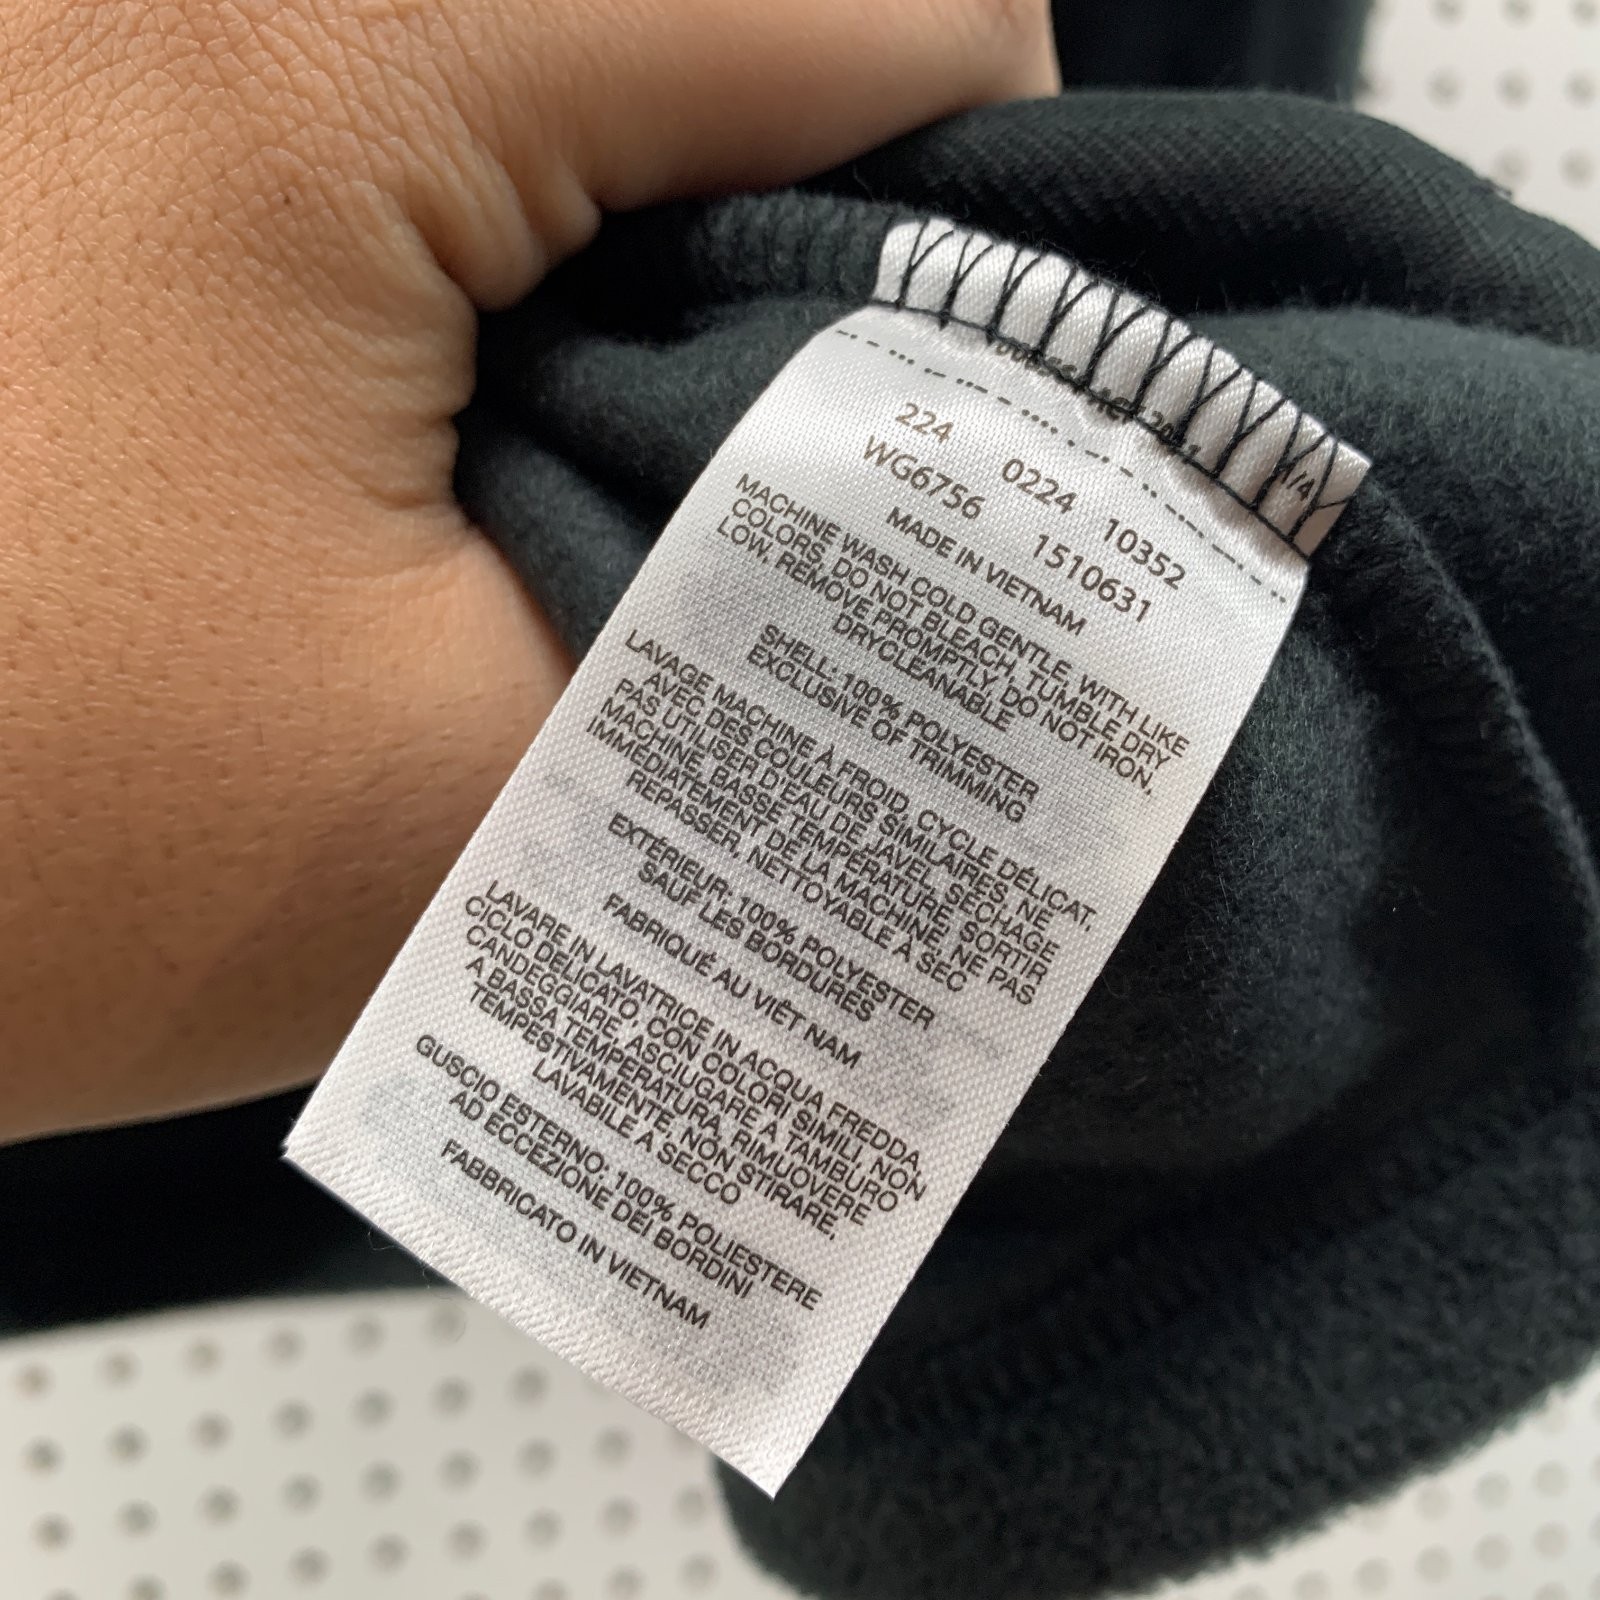 1/4
224 0224 10352
WG6756 1510631
MADE IN VIETNAM
MACHINE WASH COLD GENTLE, WITH LIKE
COLORS, DO NOT BLEACH, TUMBLE DRY
LOW, REMOVE PROMPTLY, DO NOT IRON,
DRYCLEANABLE
SHELL: 100% POLYESTER
EXCLUSIVE OF TRIMMING
LAVAGE MACHINE À FROID, CYCLE DÉLICAT,
AVEC DES COULEURS SIMILAIRES, NE
PAS UTILISER D'EAU DE JAVEL, SÉCHAGE
MACHINE, BASSE TEMPÉRATURE, SORTIR
IMMÉDIATEMENT DE LA MACHINE, NE PAS
REPASSER, NETTOYABLE À SEC
EXTÉRIEUR: 100% POLYESTER
SAUF LES BORDURES
FABRIQUÉ AU VIÊT NAM
LAVARE IN LAVATRICE IN ACQUA FREDDA,
CICLO DELICATO, CON COLORI SIMILI, NON
CANDEGGIARE, ASCIUGARE A TAMBURO
A BASSA TEMPERATURA, RIMUOVERE
TEMPESTIVAMENTE, NON STIRARE,
LAVABILE A SECCO
GUSCIO ESTERNO: 100% POLIESTERE
AD ECCEZIONE DEI BORDINI
FABBRICATO IN VIETNAM